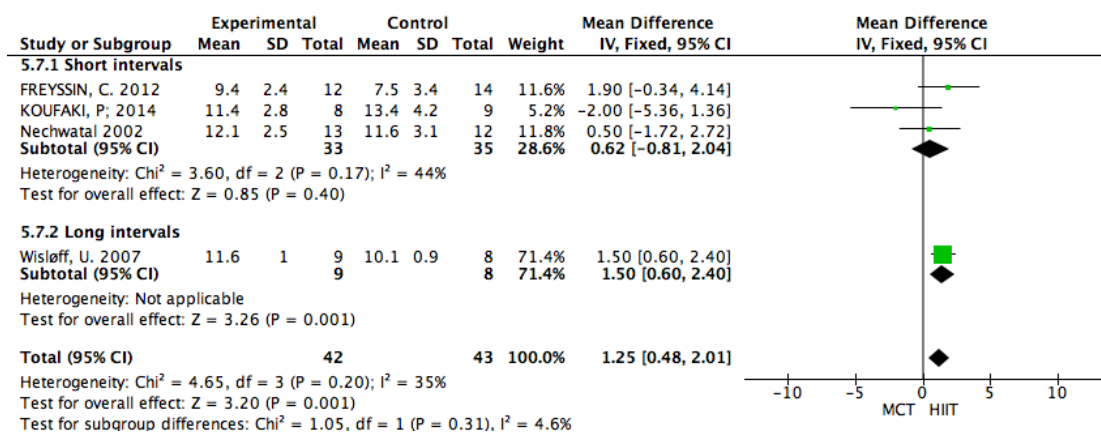 Experimental Control Mean Difference Mean Difference
Study or Subgroup Mean SD Total Mean SD Total Weight IV, Fixed, 95% CI IV, Fixed, 95% CI
5.7.1 Short intervals
FREYSSIN, C. 2012 9.4 2.4 12 7.5 3.4 14 11.6% 1.90 [-0.34, 4.14]
KOUFAKI, P; 2014 11.4 2.8 8 13.4 4.2 9 5.2% -2.00 [-5.36, 1.36]
Nechwatal 2002 12.1 2.5 13 11.6 3.1 12 11.8% 0.50 [-1.72, 2.72]
Subtotal (95% CI) 33 35 28.6% 0.62 [-0.81, 2.04]
Heterogeneity: Chi² = 3.60, df = 2 (P = 0.17); I² = 44%
Test for overall effect: Z = 0.85 (P = 0.40)
5.7.2 Long intervals
Wisløff, U. 2007 11.6 1 9 10.1 0.9 8 71.4% 1.50 [0.60, 2.40]
Subtotal (95% CI) 9 8 71.4% 1.50 [0.60, 2.40]
Heterogeneity: Not applicable
Test for overall effect: Z = 3.26 (P = 0.001)
Total (95% CI) 42 43 100.0% 1.25 [0.48, 2.01]
Heterogeneity: Chi² = 4.65, df = 3 (P = 0.20); I² = 35%
Test for overall effect: Z = 3.20 (P = 0.001)
Test for subgroup differences: Chi² = 1.05, df = 1 (P = 0.31), I² = 4.6%
-10 -5 0 5 10
MCT HIIT